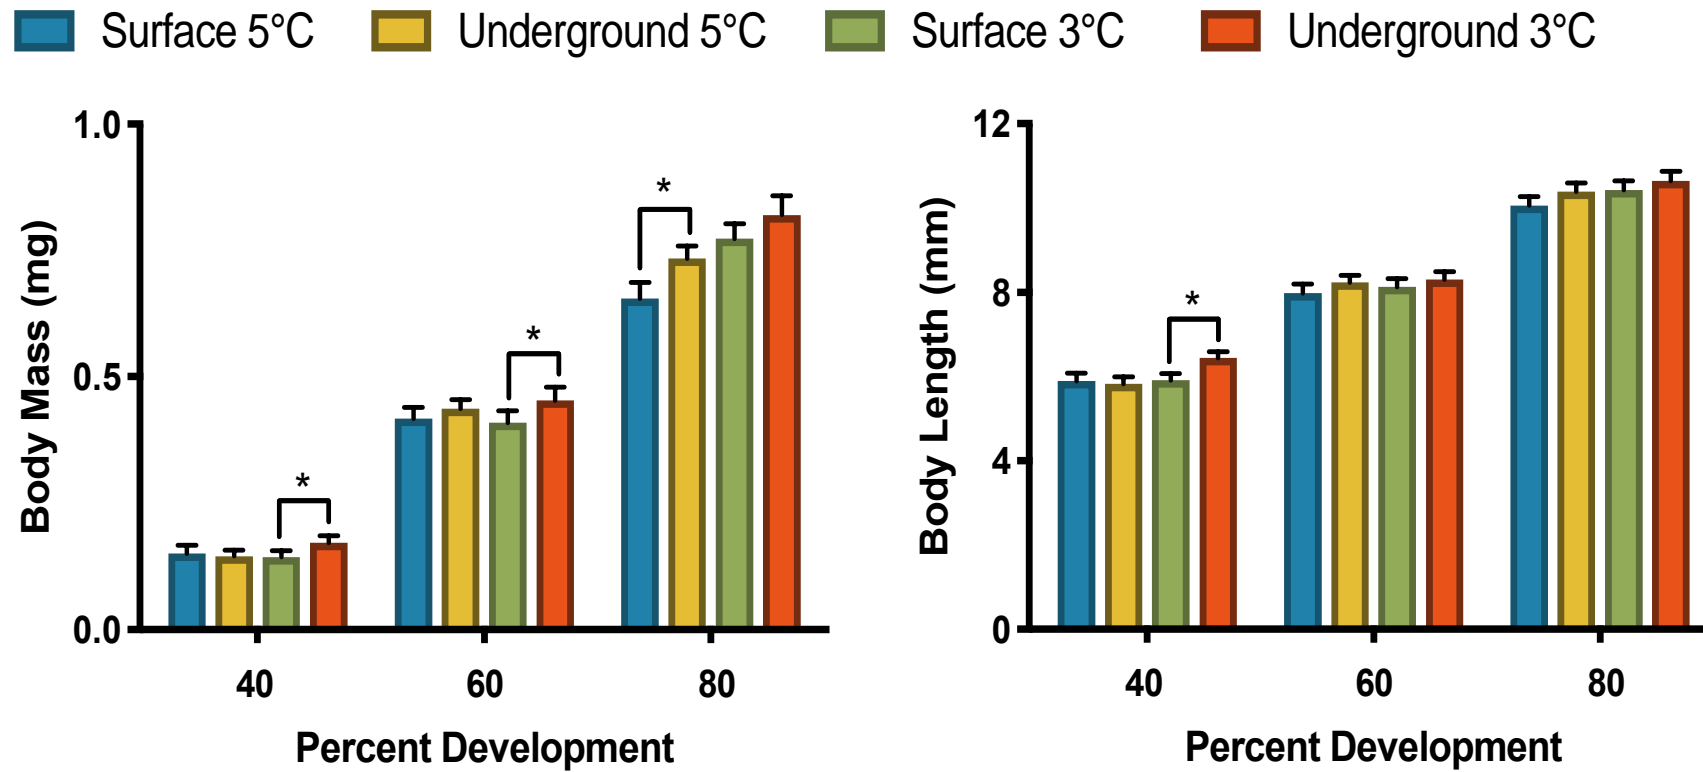 Surface 5°C Underground 5°C Surface 3°C Underground 3°C
Body Mass (mg)
1.0
0.5
0.0
*
*
*
40 60 80
Percent Development
Body Length (mm)
12
8
4
0
*
40 60 80
Percent Development